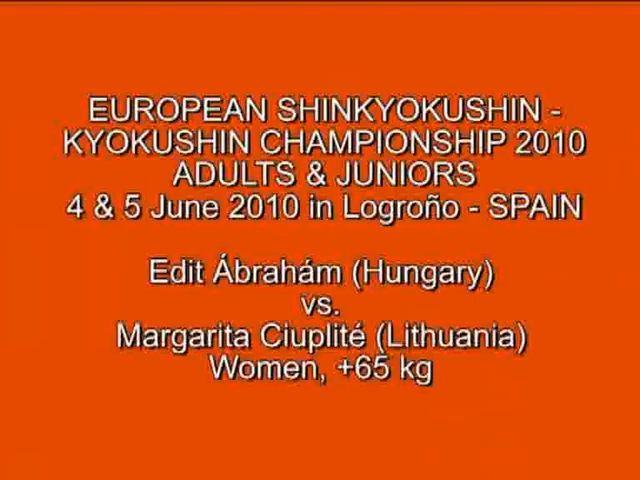 EUROPEAN SHINKYOKUSHIN -
KYOKUSHIN CHAMPIONSHIP 2010
ADULTS & JUNIORS
4 & 5 June 2010 in Logroño - SPAIN
Edit Ábrahám (Hungary)
vs.
Margarita Ciuplité (Lithuania)
Women, +65 kg